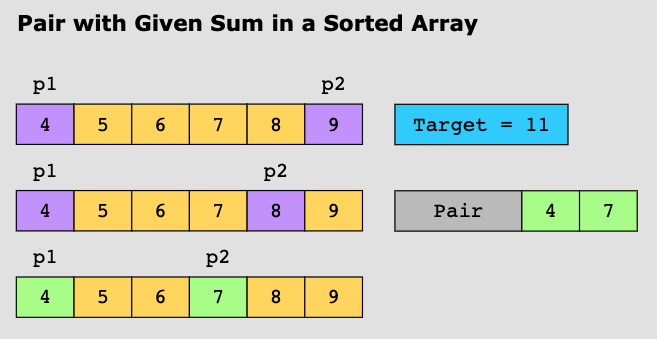 Pair with Given Sum in a Sorted Array
p1 p2
4 5 6 7 8 9 Target = 11
p1 p2
4 5 6 7 8 9 Pair 4 7
p1 p2
4 5 6 7 8 9